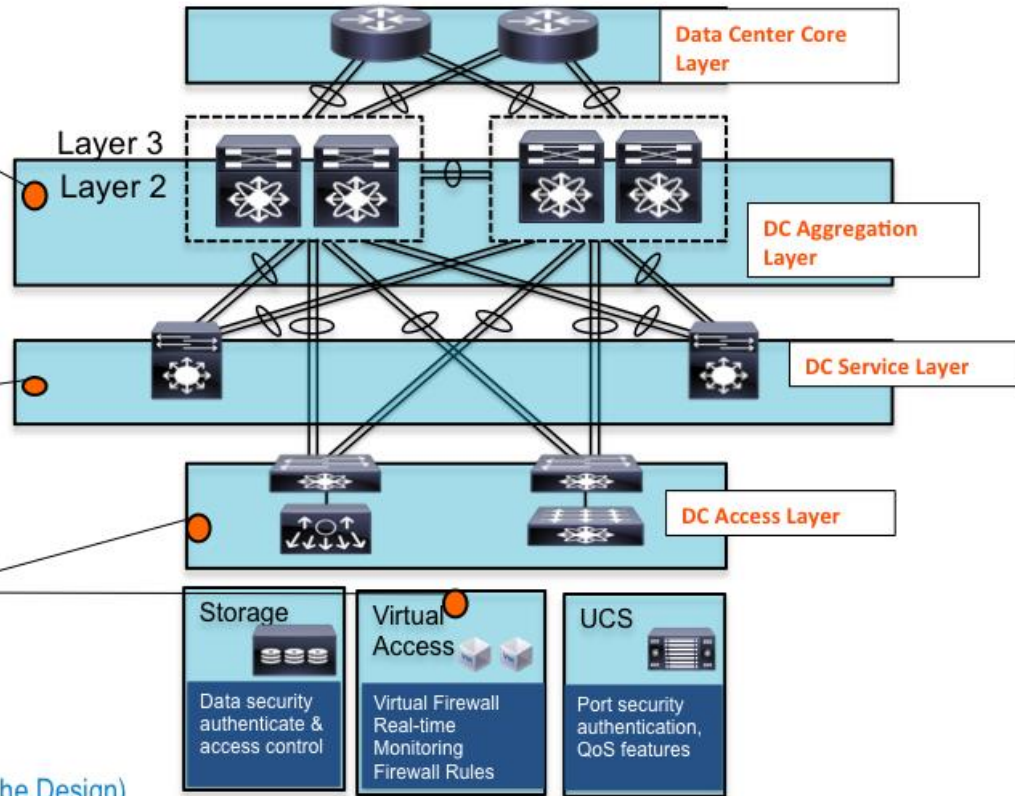 Data Center Core
Layer
Layer 3
Layer 2
DC Aggregation
Layer
DC Service Layer
DC Access Layer
Storage
Data security
authenticate &
access control
Virtual
Access
Virtual Firewall
Real-time
Monitoring
Firewall Rules
UCS
Port security
authentication,
QoS features
he Design)